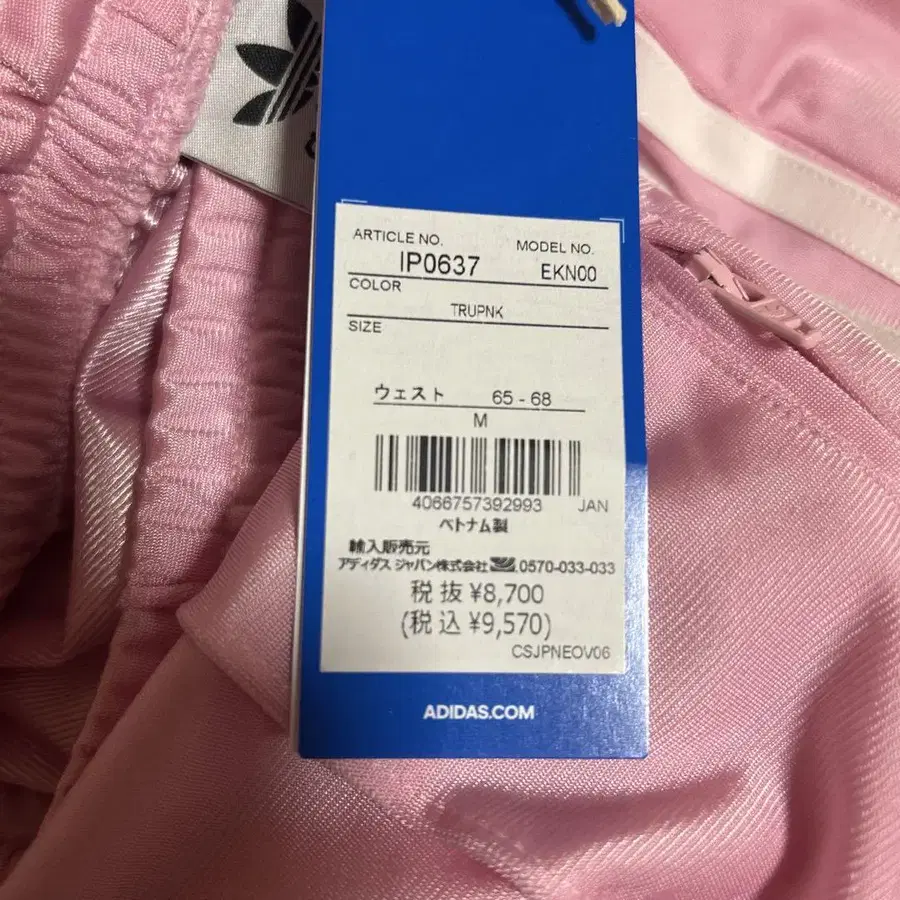 ARTICLE NO. MODEL NO.
IP0637 EKN00
COLOR
TRUPNK
SIZE
ウェスト 65 - 68
M
4066757392993 JAN
ベトナム製
輸入販売元
アディダス ジャパン株式会社 0570-033-033
税抜 ¥8,700
(税込 ¥9,570)
CSJPNEOV06
ADIDAS.COM